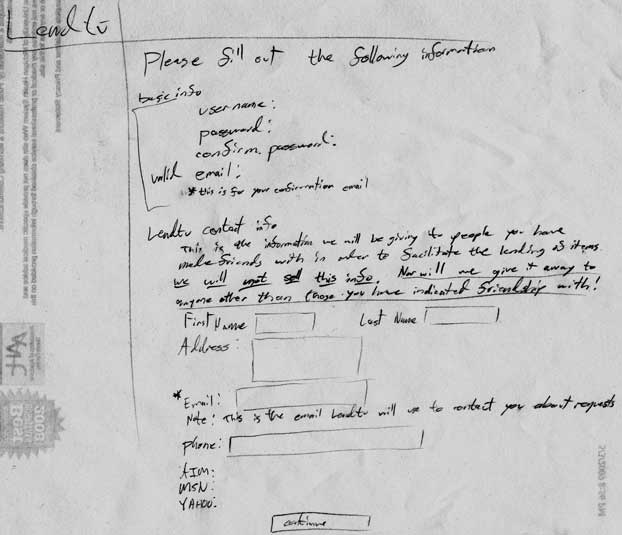 Lendtv
Please fill out the following information
basic info
username:
password:
confirm password:
valid email:
*this is for your confirmation email
Lendtv contact info
This is the information we will be giving to people you have
made friends with in order to facilitate the lending of items.
we will not sell this info. Nor will we give it away to
anyone other than those you have indicated friendship with!
First Name Last Name
Address:
*Email:
Note: This is the email Lendtv will use to contact you about requests
phone:
AIM:
MSN:
YAHOO:
continue